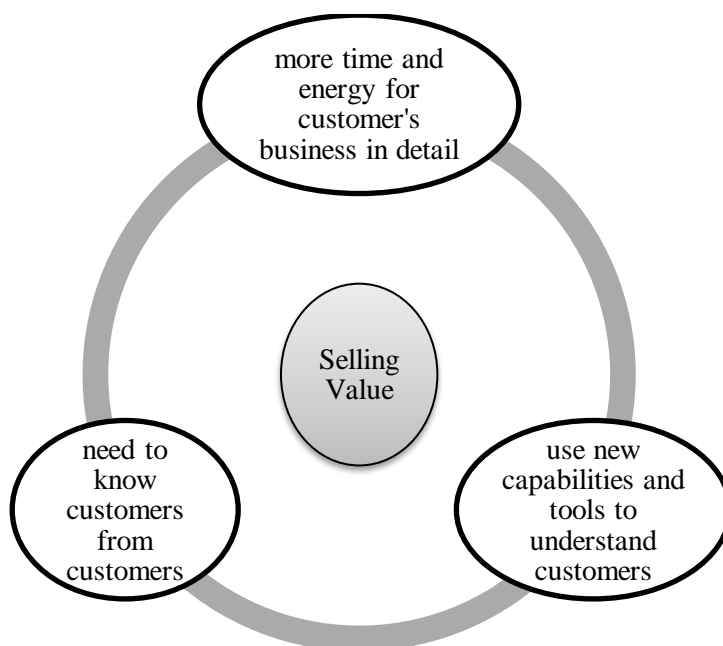 more time and
energy for
customer's
business in detail
Selling
Value
need to
know
customers
from
customers
use new
capabilities and
tools to
understand
customers